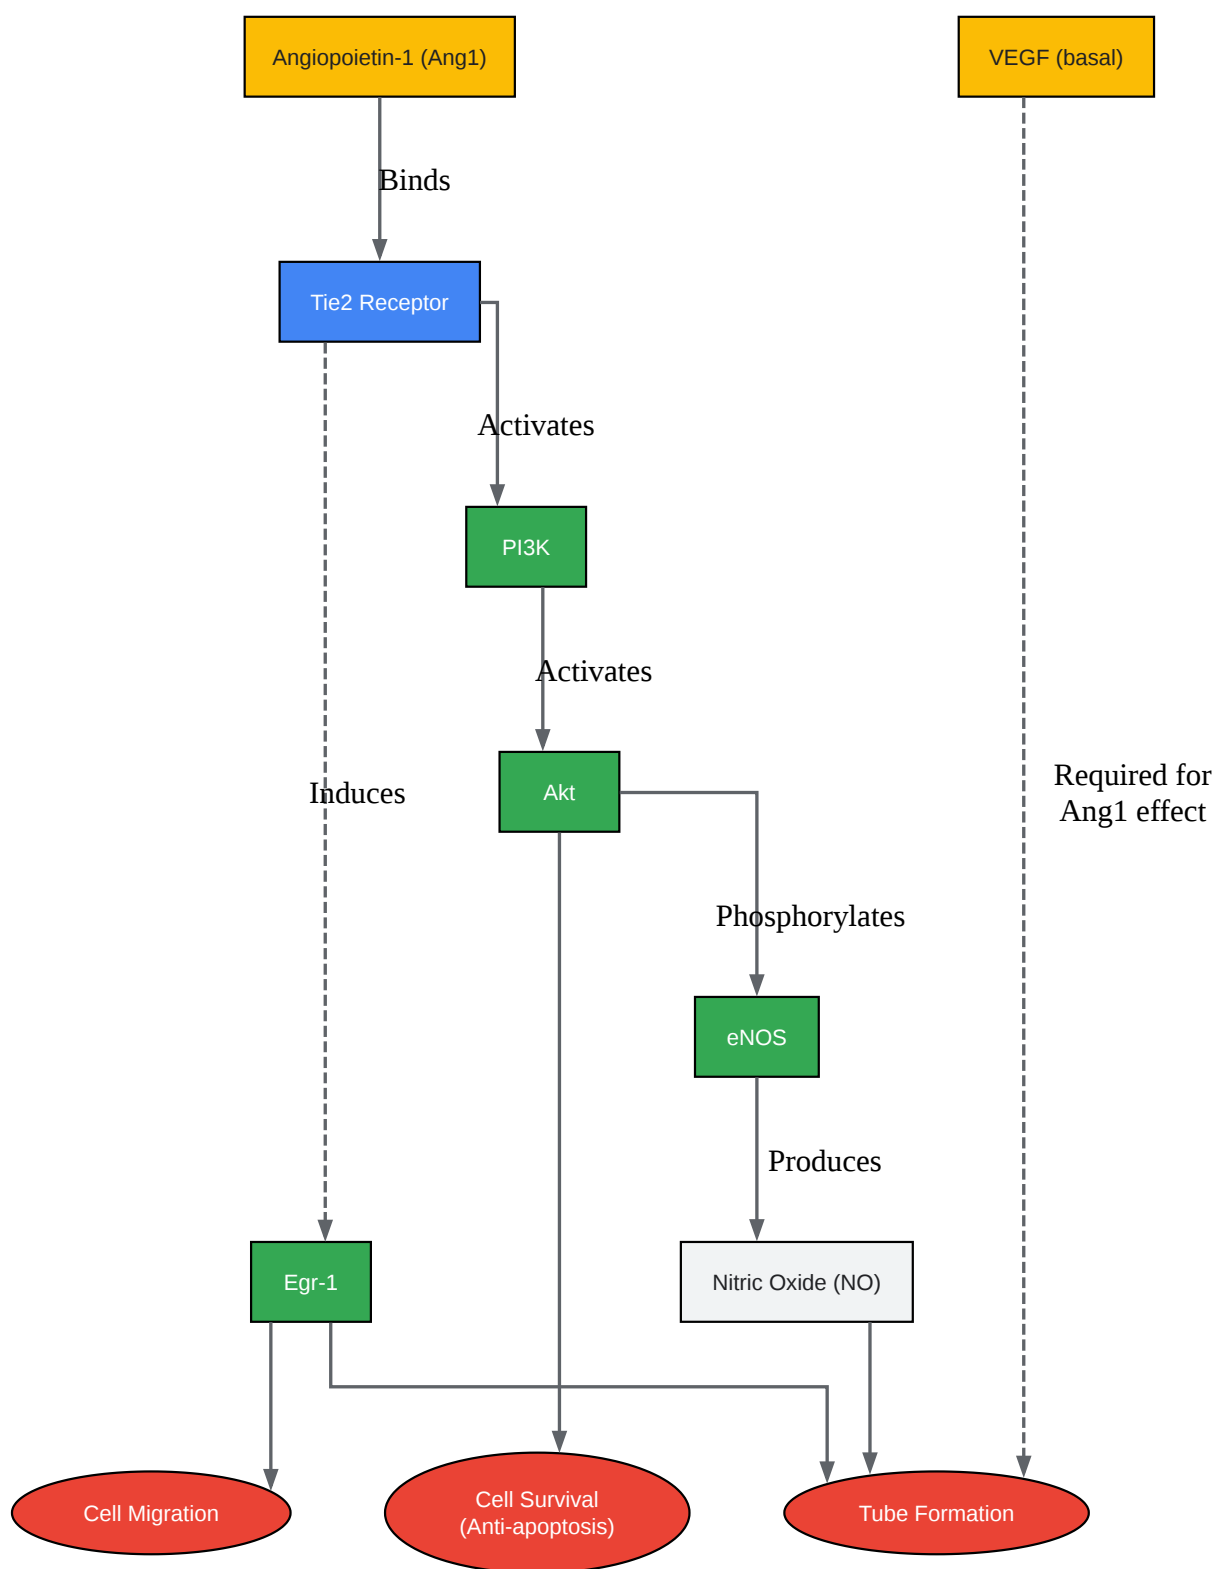 Angiopoietin-1 (Ang1)
VEGF (basal)
Binds
Tie2 Receptor
Activates
PI3K
Activates
Akt
Induces
Required for
Ang1 effect
Phosphorylates
eNOS
Produces
Egr-1
Nitric Oxide (NO)
Cell Migration
Cell Survival
(Anti-apoptosis)
Tube Formation